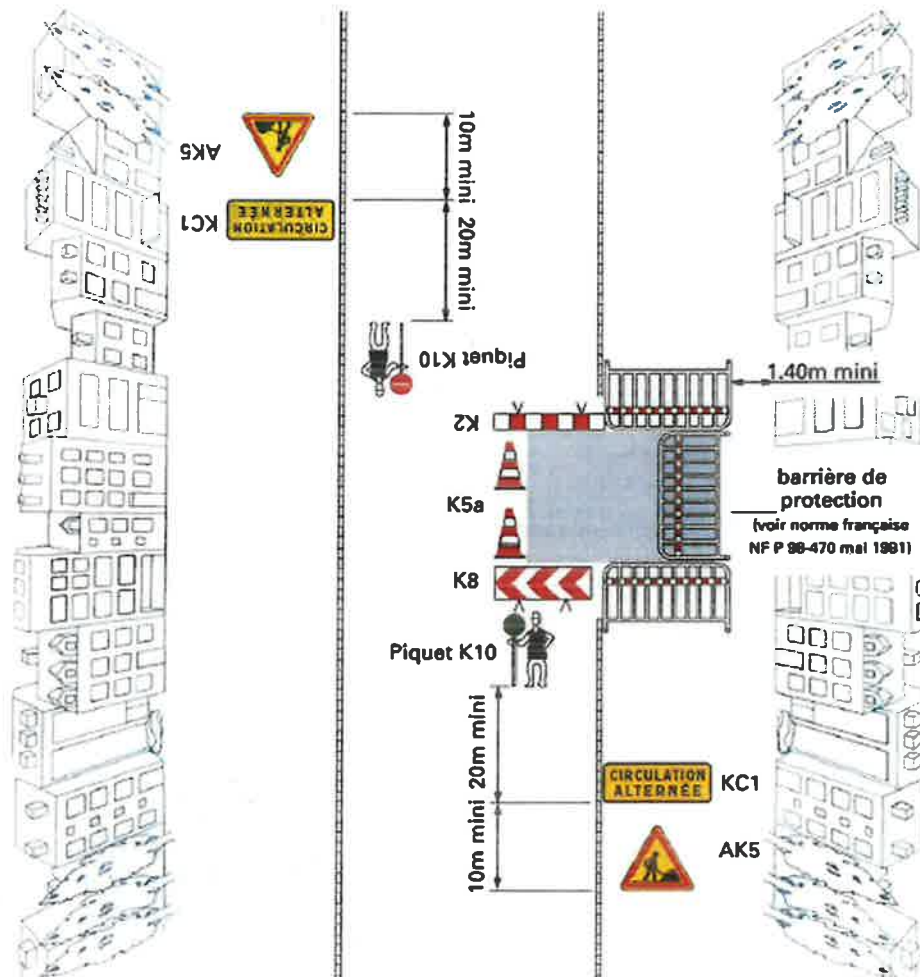 10m mini
AK5
KC1
CIRCULATION
ALTERNÉE
20m mini
Piquet K10
1.40m mini
K2
K5a
barrière de
protection
(voir norme française
NF P 98-470 mai 1991)
K8
Piquet K10
20m mini
CIRCULATION
ALTERNÉE
KC1
10m mini
AK5